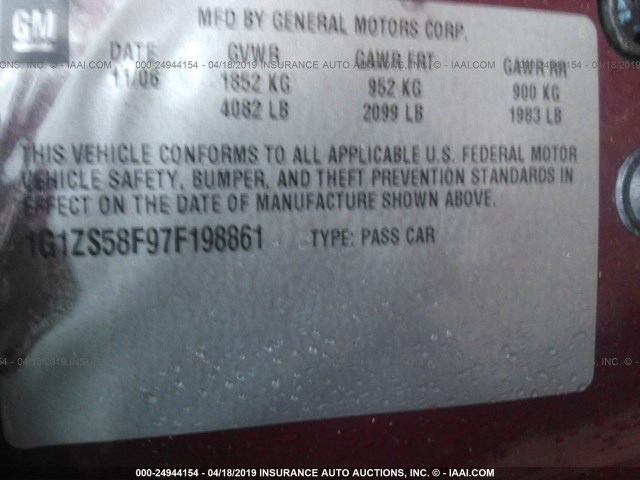 GM
MFD BY GENERAL MOTORS CORP.
DATE GVWR GAWR FRT GAWR RR
11/06 1852 KG 952 KG 900 KG
4082 LB 2099 LB 1983 LB
THIS VEHICLE CONFORMS TO ALL APPLICABLE U.S. FEDERAL MOTOR
VEHICLE SAFETY, BUMPER, AND THEFT PREVENTION STANDARDS IN
EFFECT ON THE DATE OF MANUFACTURE SHOWN ABOVE.
1G1ZS58F97F198861 TYPE: PASS CAR
000-24944154 - 04/18/2019 INSURANCE AUTO AUCTIONS, INC. - © IAAI.COM